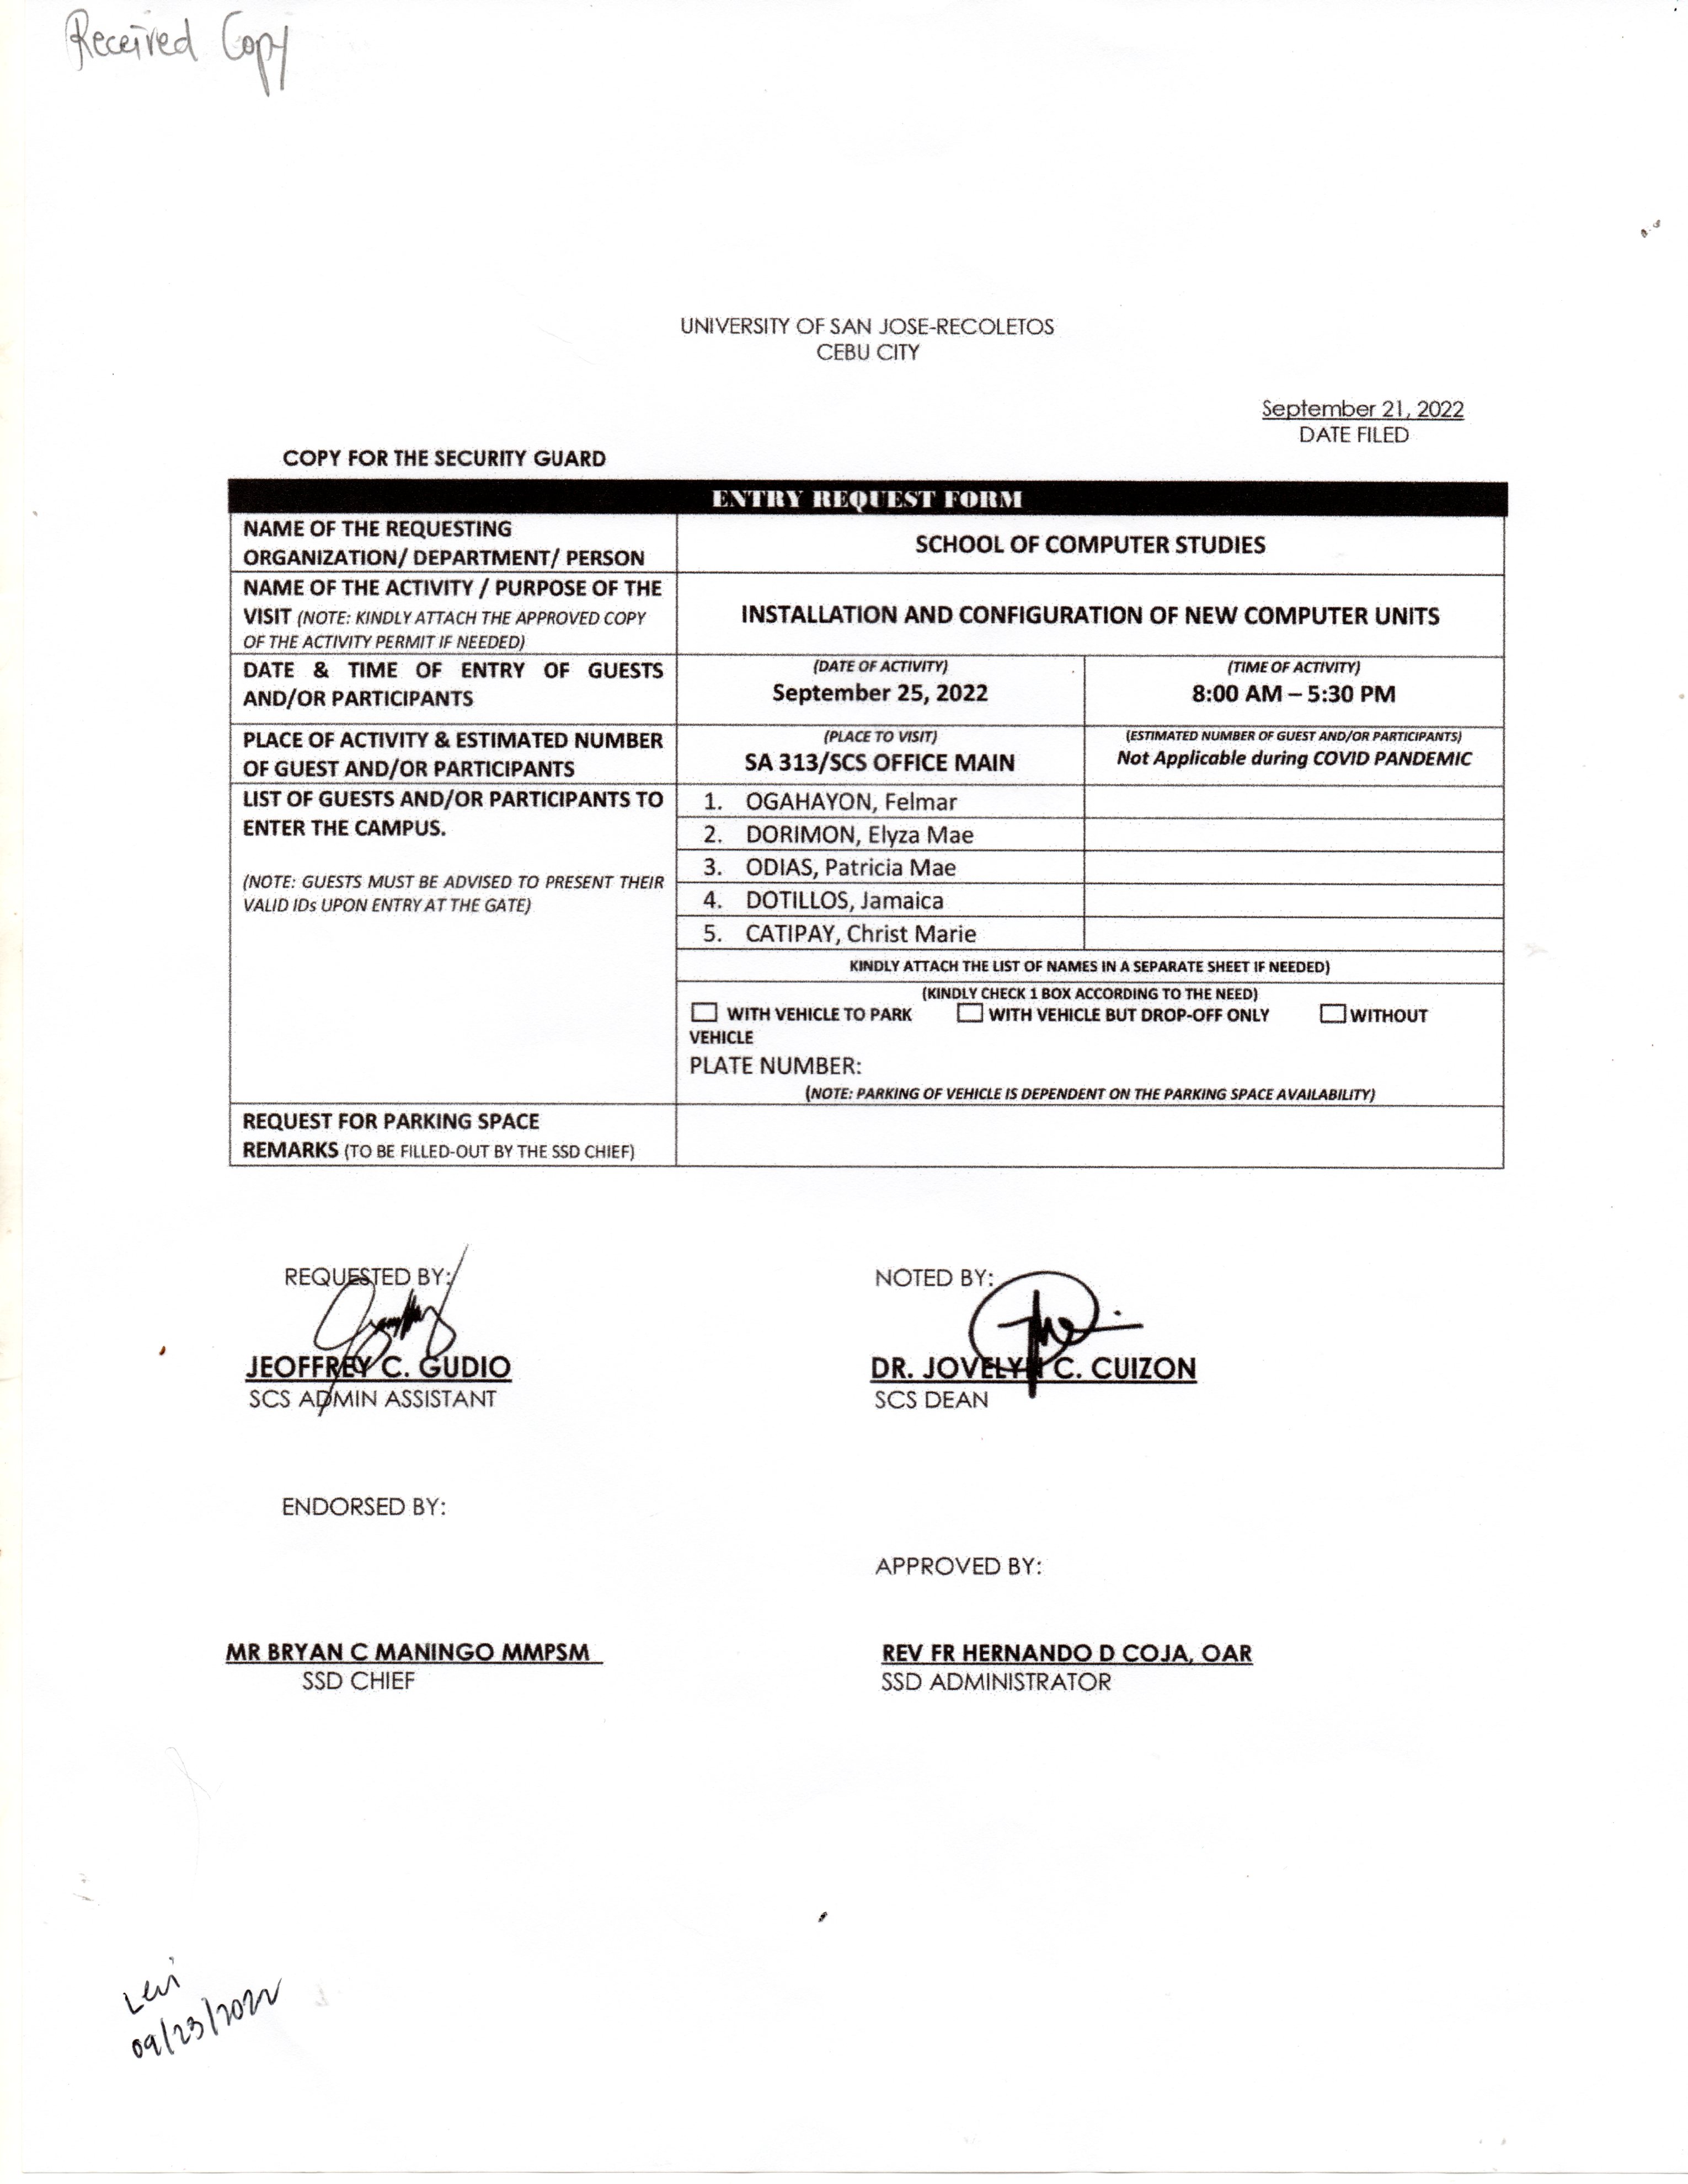 Received Copy
UNIVERSITY OF SAN JOSE-RECOLETOS
CEBU CITY
September 21, 2022
DATE FILED
COPY FOR THE SECURITY GUARD
ENTRY REQUEST FORM
NAME OF THE REQUESTING
ORGANIZATION/ DEPARTMENT/ PERSON
SCHOOL OF COMPUTER STUDIES
NAME OF THE ACTIVITY / PURPOSE OF THE
VISIT (NOTE: KINDLY ATTACH THE APPROVED COPY
OF THE ACTIVITY PERMIT IF NEEDED)
INSTALLATION AND CONFIGURATION OF NEW COMPUTER UNITS
DATE & TIME OF ENTRY OF GUESTS
AND/OR PARTICIPANTS
(DATE OF ACTIVITY)
September 25, 2022
(TIME OF ACTIVITY)
8:00 AM – 5:30 PM
PLACE OF ACTIVITY & ESTIMATED NUMBER
OF GUEST AND/OR PARTICIPANTS
(PLACE TO VISIT)
SA 313/SCS OFFICE MAIN
(ESTIMATED NUMBER OF GUEST AND/OR PARTICIPANTS)
Not Applicable during COVID PANDEMIC
LIST OF GUESTS AND/OR PARTICIPANTS TO
ENTER THE CAMPUS.
(NOTE: GUESTS MUST BE ADVISED TO PRESENT THEIR
VALID IDs UPON ENTRY AT THE GATE)
1. OGAHAYON, Felmar
2. DORIMON, Elyza Mae
3. ODIAS, Patricia Mae
4. DOTILLOS, Jamaica
5. CATIPAY, Christ Marie
KINDLY ATTACH THE LIST OF NAMES IN A SEPARATE SHEET IF NEEDED)
(KINDLY CHECK 1 BOX ACCORDING TO THE NEED)
WITH VEHICLE TO PARK WITH VEHICLE BUT DROP-OFF ONLY WITHOUT
VEHICLE
PLATE NUMBER:
(NOTE: PARKING OF VEHICLE IS DEPENDENT ON THE PARKING SPACE AVAILABILITY)
REQUEST FOR PARKING SPACE
REMARKS (TO BE FILLED-OUT BY THE SSD CHIEF)
REQUESTED BY:
JEOFFREY C. GUDIO
SCS ADMIN ASSISTANT
NOTED BY:
DR. JOVELYN C. CUIZON
SCS DEAN
ENDORSED BY:
APPROVED BY:
MR BRYAN C MANINGO MMPSM
SSD CHIEF
REV FR HERNANDO D COJA, OAR
SSD ADMINISTRATOR
09/23/2022